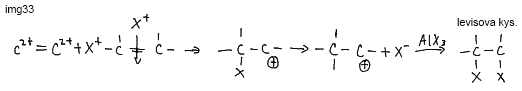 img33
levisova kys.
X⁺
C²⁺=C²⁺+X⁺-C C- → -C-C- → -C-C-+X⁻ AlX₃ → -C-C-
X ⊕ ⊕ X X